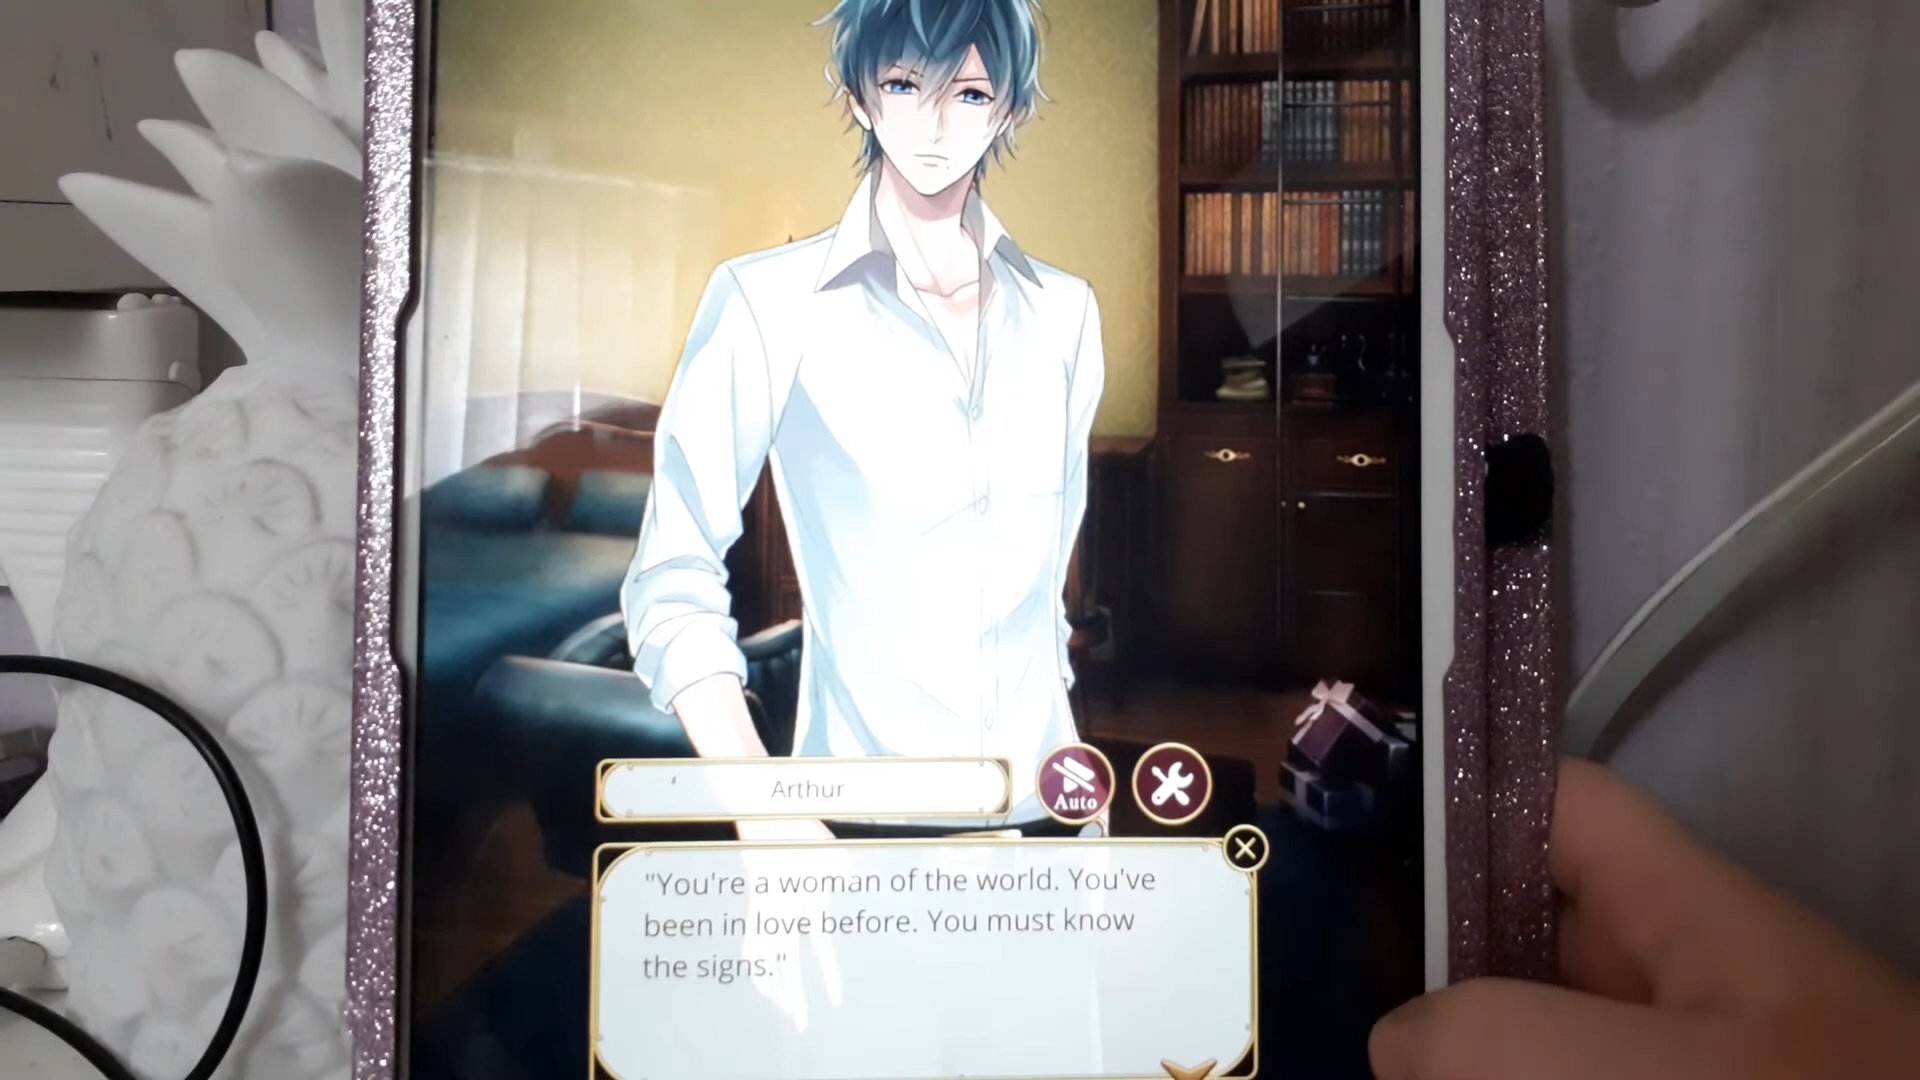 Arthur
Auto
"You're a woman of the world. You've
been in love before. You must know
the signs."